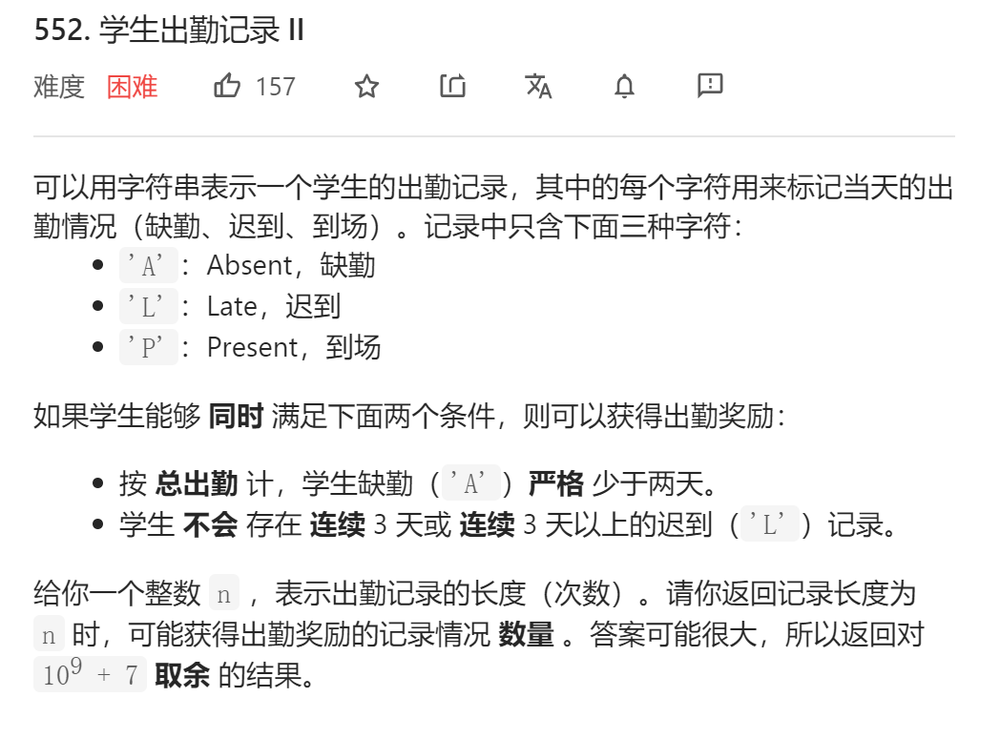 552. 学生出勤记录 II
难度 困难 157
可以用字符串表示一个学生的出勤记录，其中的每个字符用来标记当天的出
勤情况（缺勤、迟到、到场）。记录中只含下面三种字符：
• 'A'：Absent，缺勤
• 'L'：Late，迟到
• 'P'：Present，到场
如果学生能够 同时 满足下面两个条件，则可以获得出勤奖励：
• 按 总出勤 计，学生缺勤（'A'）严格 少于两天。
• 学生 不会 存在 连续 3 天或 连续 3 天以上的迟到（'L'）记录。
给你一个整数 n ，表示出勤记录的长度（次数）。请你返回记录长度为
n 时，可能获得出勤奖励的记录情况 数量 。答案可能很大，所以返回对
10⁹ + 7 取余 的结果。